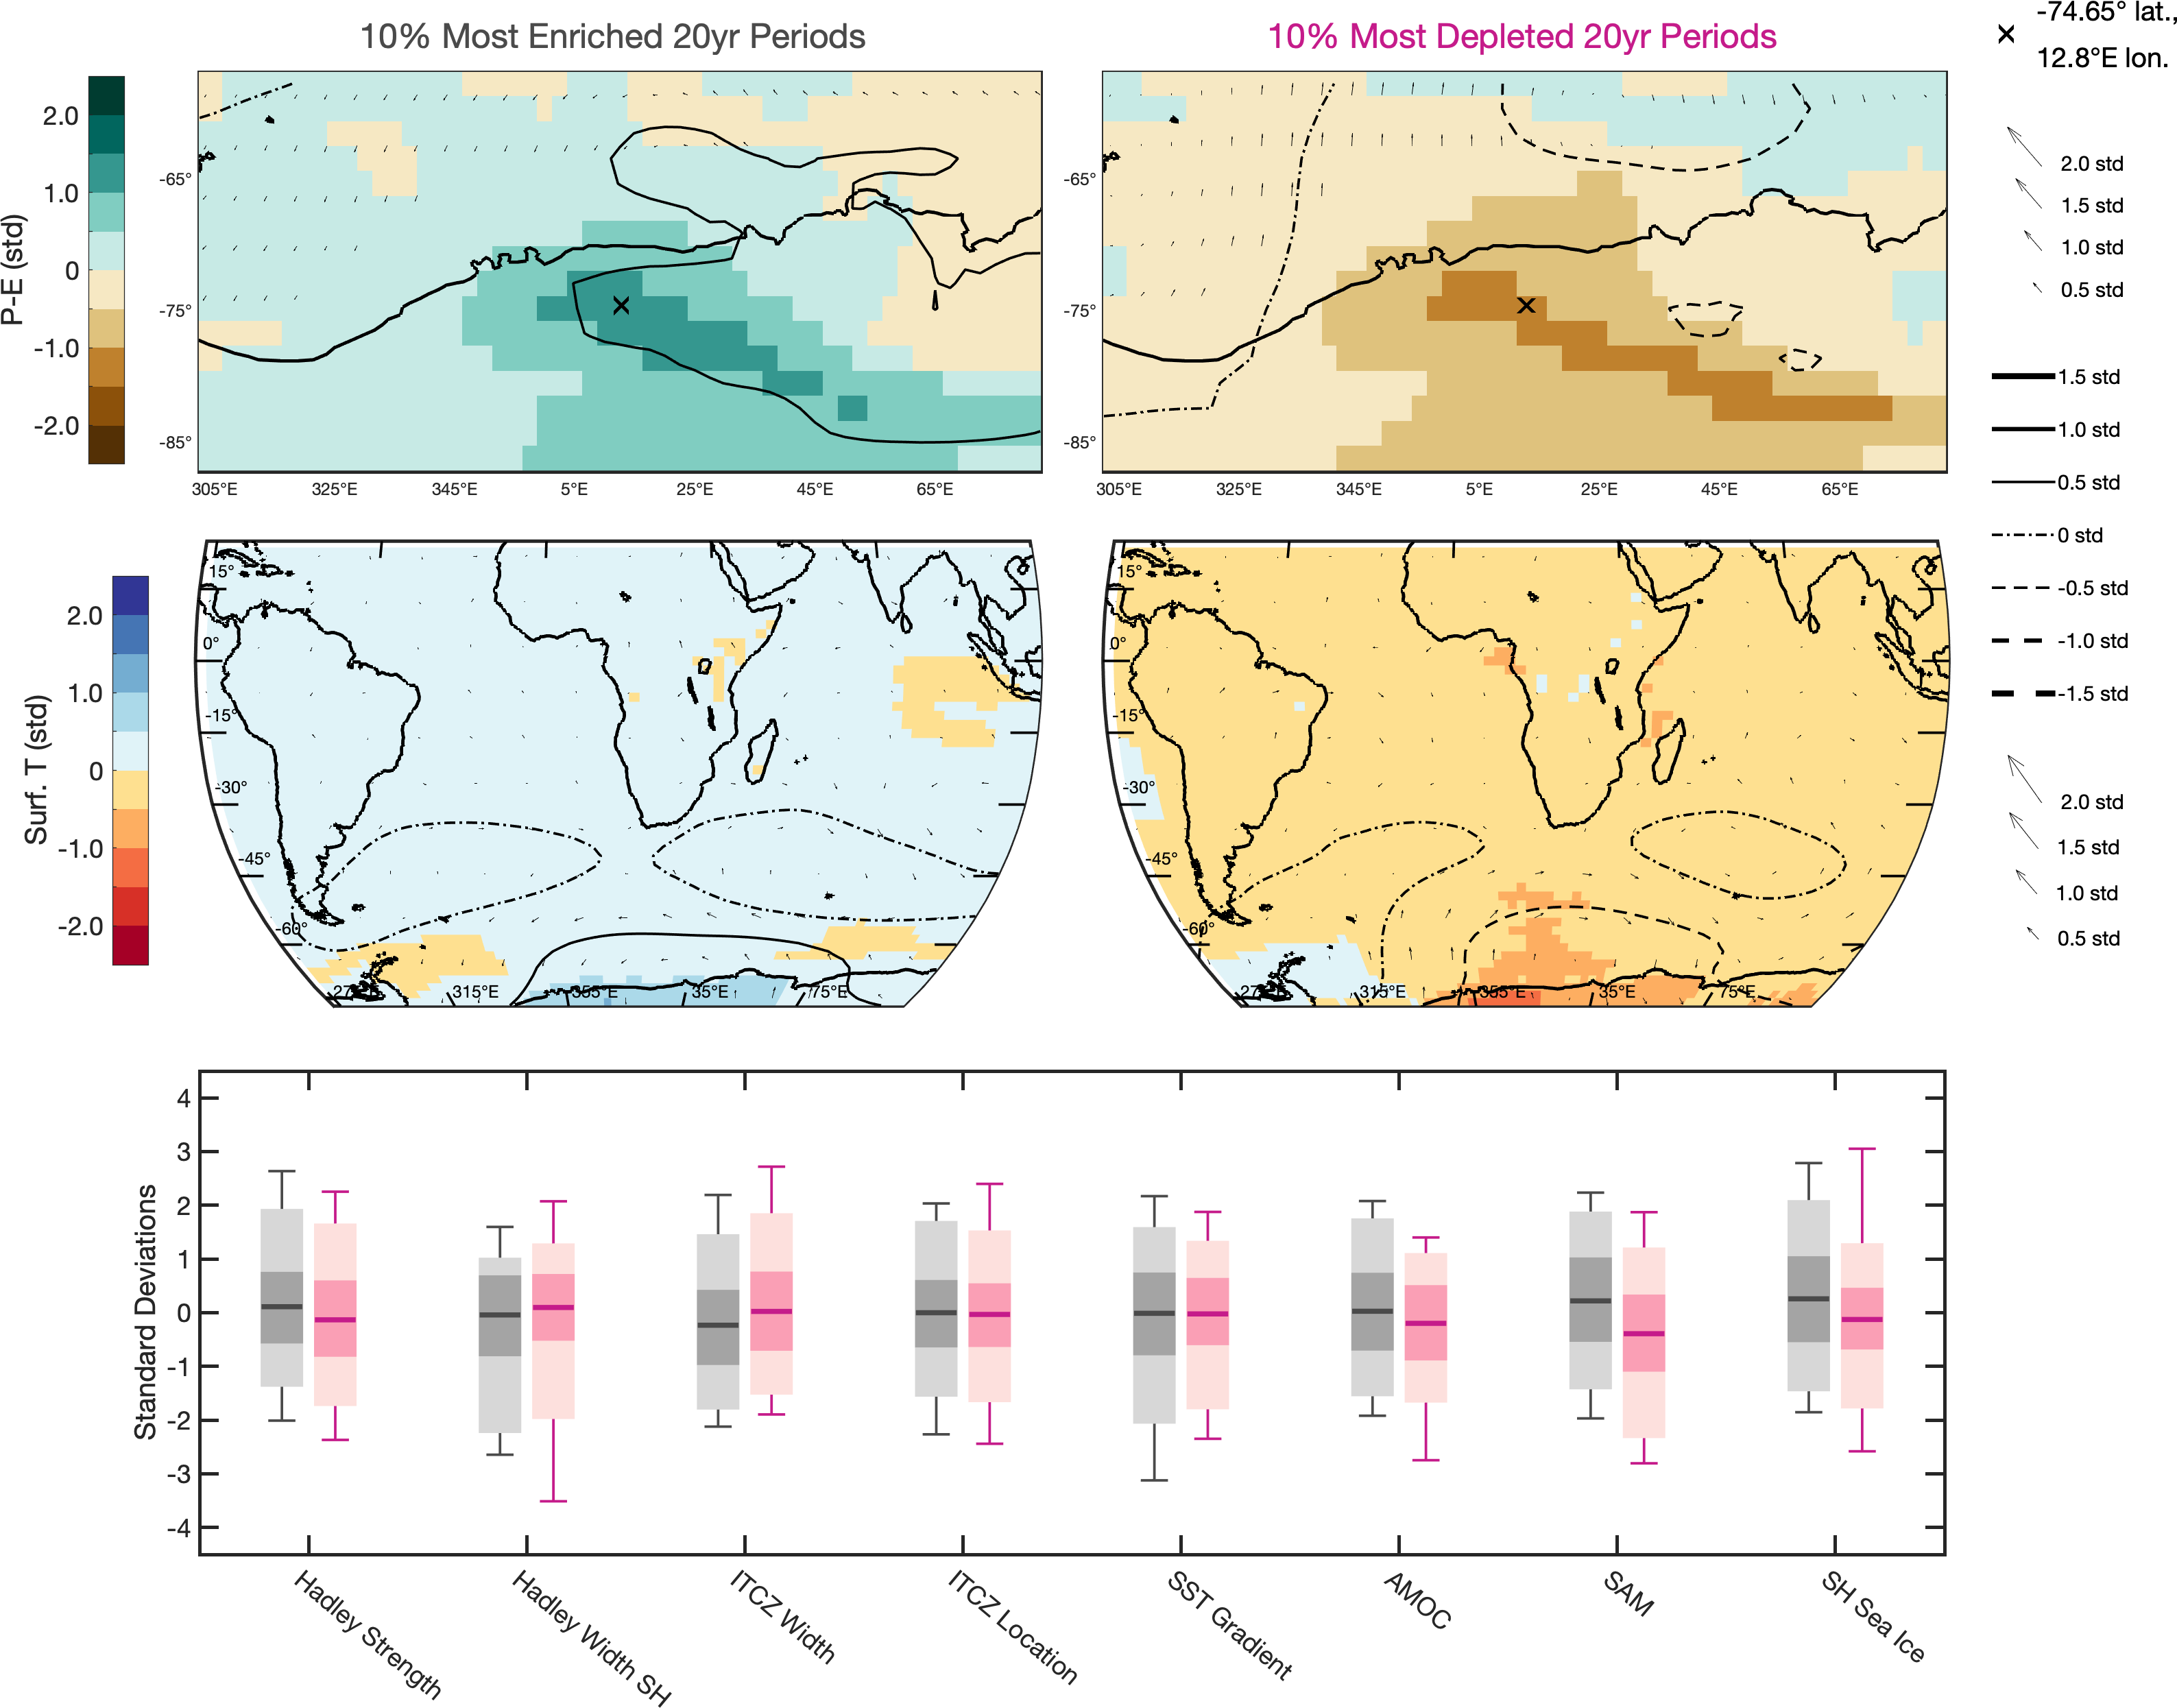 10% Most Enriched 20yr Periods
10% Most Depleted 20yr Periods
-74.65° lat.,
12.8°E lon.
P-E (std)
2.0
1.0
0
-1.0
-2.0
-65°
-75°
-85°
305°E 325°E 345°E 5°E 25°E 45°E 65°E
-65°
-75°
-85°
305°E 325°E 345°E 5°E 25°E 45°E 65°E
2.0 std
1.5 std
1.0 std
0.5 std
1.5 std
1.0 std
0.5 std
0 std
-0.5 std
-1.0 std
-1.5 std
2.0 std
1.5 std
1.0 std
0.5 std
Surf. T (std)
2.0
1.0
0
-1.0
-2.0
15°
0°
-15°
-30°
-45°
-60°
315°E 355°E 35°E 75°E
15°
0°
-15°
-30°
-45°
-60°
315°E 355°E 35°E 75°E
Standard Deviations
4
3
2
1
0
-1
-2
-3
-4
Hadley Strength
Hadley Width SH
ITCZ Width
ITCZ Location
SST Gradient
AMOC
SAM
SH Sea Ice